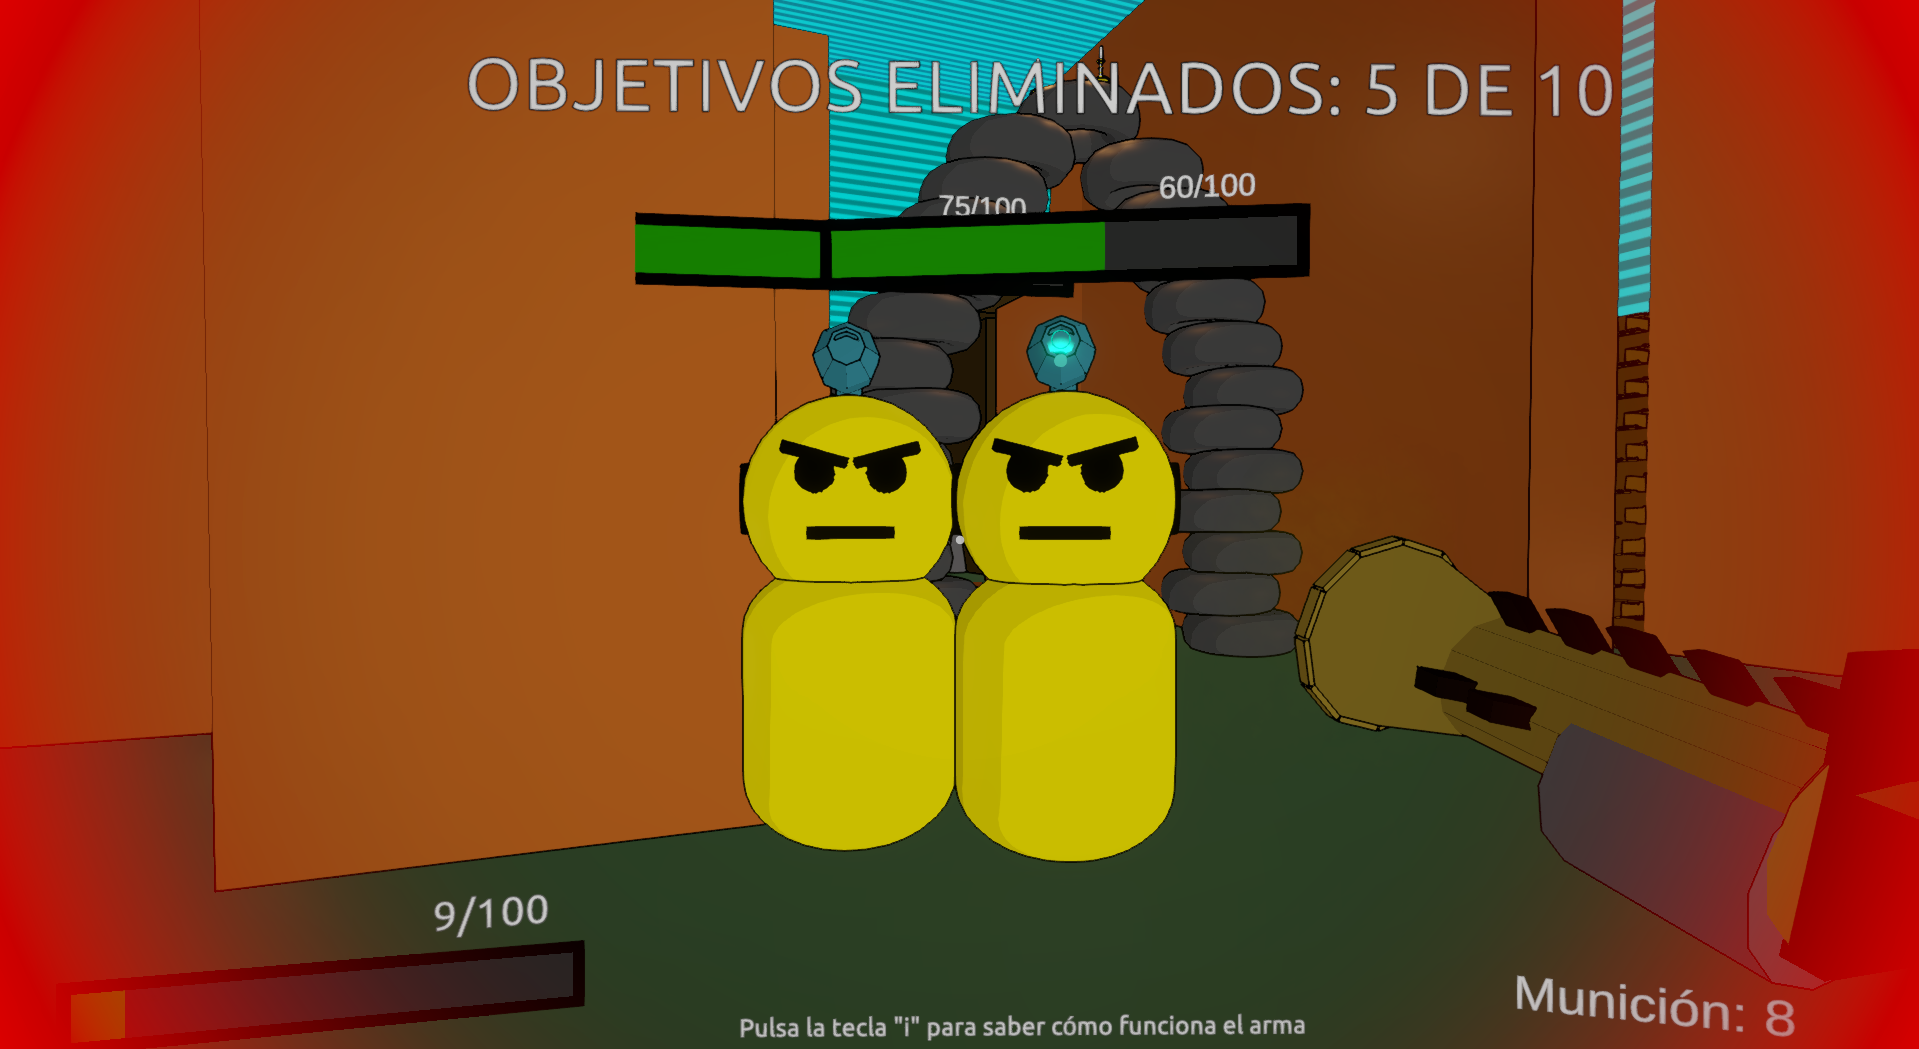 OBJETIVOS ELIMINADOS: 5 DE 10
75/100
60/100
9/100
Munición: 8
Pulsa la tecla "i" para saber cómo funciona el arma